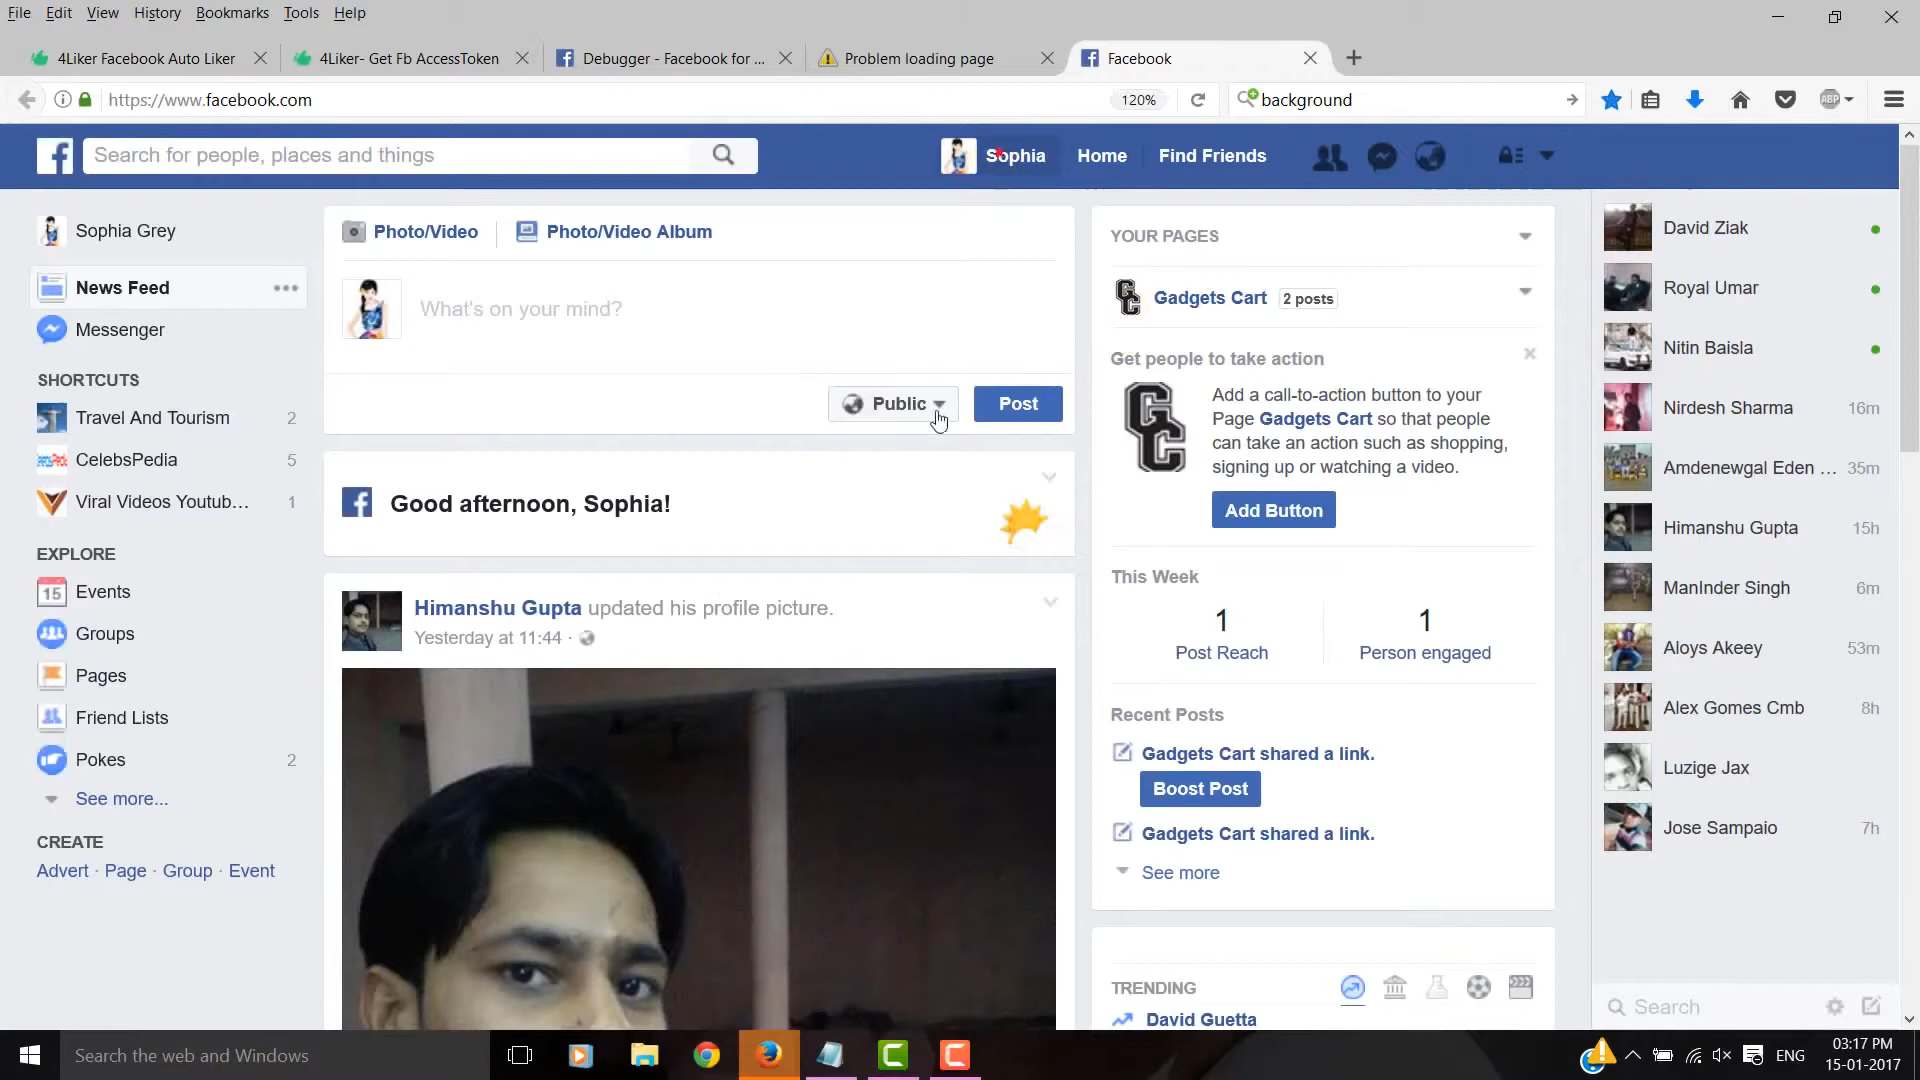 File Edit View History Bookmarks Tools Help
4Liker Facebook Auto Liker
4Liker- Get Fb AccessToken
Debugger - Facebook for ...
Problem loading page
Facebook
https://www.facebook.com
120%
background
ABP
Search for people, places and things
Sophia
Home
Find Friends
Sophia Grey
News Feed
Messenger
SHORTCUTS
Travel And Tourism 2
CelebsPedia 5
Viral Videos Youtub... 1
EXPLORE
15 Events
Groups
Pages
Friend Lists
Pokes 2
See more...
CREATE
Advert · Page · Group · Event
Photo/Video
Photo/Video Album
What's on your mind?
Public
Post
Good afternoon, Sophia!
Himanshu Gupta updated his profile picture.
Yesterday at 11:44 ·
YOUR PAGES
Gadgets Cart 2 posts
Get people to take action
GC
Add a call-to-action button to your
Page Gadgets Cart so that people
can take an action such as shopping,
signing up or watching a video.
Add Button
This Week
1
Post Reach
1
Person engaged
Recent Posts
Gadgets Cart shared a link.
Boost Post
Gadgets Cart shared a link.
See more
TRENDING
David Guetta
David Ziak
Royal Umar
Nitin Baisla
Nirdesh Sharma 16m
Amdenewgal Eden ... 35m
Himanshu Gupta 15h
ManInder Singh 6m
Aloys Akeey 53m
Alex Gomes Cmb 8h
Luzige Jax
Jose Sampaio 7h
Search
Search the web and Windows
ENG
03:17 PM
15-01-2017